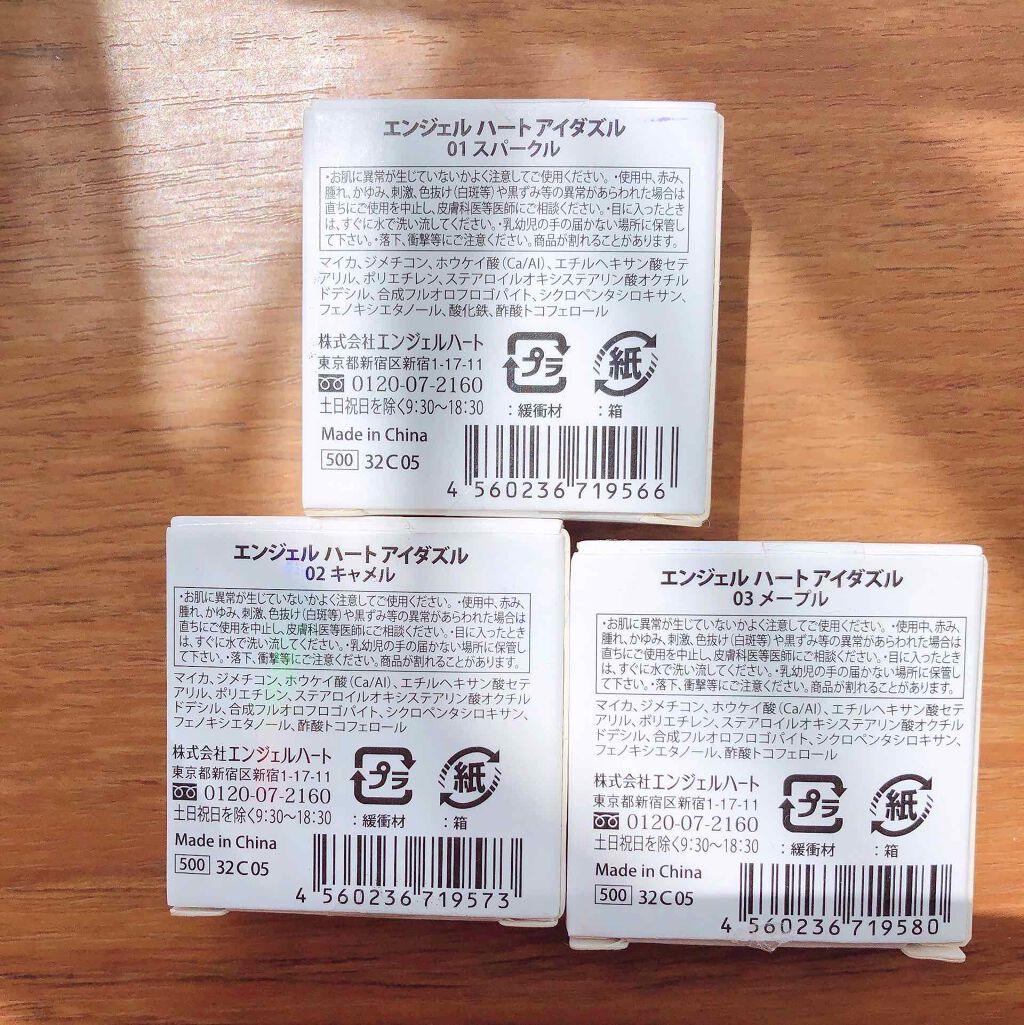 エンジェル ハート アイダズル
01 スパークル
・お肌に異常が生じていないかよく注意してご使用ください。・使用中、赤み、
腫れ、かゆみ、刺激、色抜け(白斑等)や黒ずみ等の異常があらわれた場合は
直ちにご使用を中止し、皮膚科医等医師にご相談ください。・目に入ったとき
は、すぐに水で洗い流してください。・乳幼児の手の届かない場所に保管し
て下さい。・落下、衝撃等にご注意ください。商品が割れることがあります。
マイカ、ジメチコン、ホウケイ酸(Ca/Al)、エチルヘキサン酸セテ
アリル、ポリエチレン、ステアロイルオキシステアリン酸オクチル
ドデシル、合成フルオロフロゴパイト、シクロペンタシロキサン、
フェノキシエタノール、酸化鉄、酢酸トコフェロール
株式会社エンジェルハート
東京都新宿区新宿1-17-11
0120-07-2160
土日祝日を除く9:30〜18:30
プラ
:緩衝材
紙
:箱
Made in China
500 32C05
4 560236 719566
エンジェル ハート アイダズル
02 キャメル
・お肌に異常が生じていないかよく注意してご使用ください。・使用中、赤み、
腫れ、かゆみ、刺激、色抜け(白斑等)や黒ずみ等の異常があらわれた場合は
直ちにご使用を中止し、皮膚科医等医師にご相談ください。・目に入ったとき
は、すぐに水で洗い流してください。・乳幼児の手の届かない場所に保管し
て下さい。・落下、衝撃等にご注意ください。商品が割れることがあります。
マイカ、ジメチコン、ホウケイ酸(Ca/Al)、エチルヘキサン酸セテ
アリル、ポリエチレン、ステアロイルオキシステアリン酸オクチル
ドデシル、合成フルオロフロゴパイト、シクロペンタシロキサン、
フェノキシエタノール、酢酸トコフェロール
株式会社エンジェルハート
東京都新宿区新宿1-17-11
0120-07-2160
土日祝日を除く9:30〜18:30
プラ
:緩衝材
紙
:箱
Made in China
500 32C05
4 560236 719573
エンジェル ハート アイダズル
03 メープル
・お肌に異常が生じていないかよく注意してご使用ください。・使用中、赤み、
腫れ、かゆみ、刺激、色抜け(白斑等)や黒ずみ等の異常があらわれた場合は
直ちにご使用を中止し、皮膚科医等医師にご相談ください。・目に入ったとき
は、すぐに水で洗い流してください。・乳幼児の手の届かない場所に保管し
て下さい。・落下、衝撃等にご注意ください。商品が割れることがあります。
マイカ、ジメチコン、ホウケイ酸(Ca/Al)、エチルヘキサン酸セテ
アリル、ポリエチレン、ステアロイルオキシステアリン酸オクチル
ドデシル、合成フルオロフロゴパイト、シクロペンタシロキサン、
フェノキシエタノール、酢酸トコフェロール
株式会社エンジェルハート
東京都新宿区新宿1-17-11
0120-07-2160
土日祝日を除く9:30〜18:30
プラ
:緩衝材
紙
:箱
Made in China
500 32C05
4 560236 719580